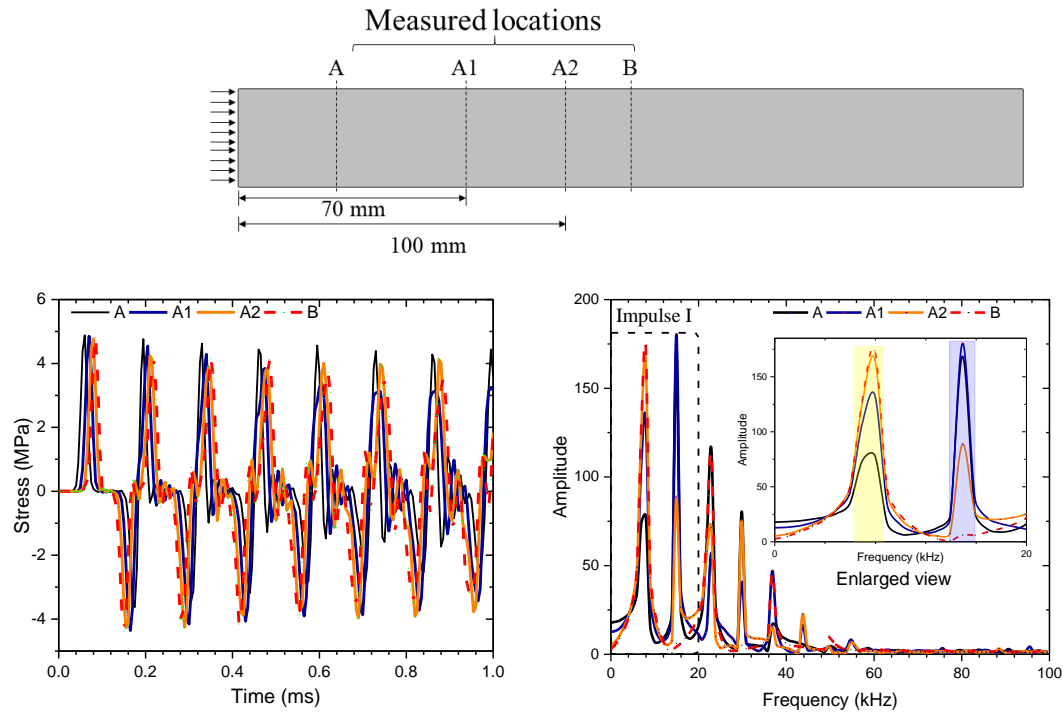 Measured locations
A A1 A2 B
70 mm
100 mm
6
4
2
0
-2
-4
Stress (MPa)
A A1 A2 B
0.0 0.2 0.4 0.6 0.8 1.0
Time (ms)
200
150
100
50
0
Amplitude
Impulse I
A A1 A2 B
150
100
50
0
Amplitude
0 20
Frequency (kHz)
Enlarged view
0 20 40 60 80 100
Frequency (kHz)